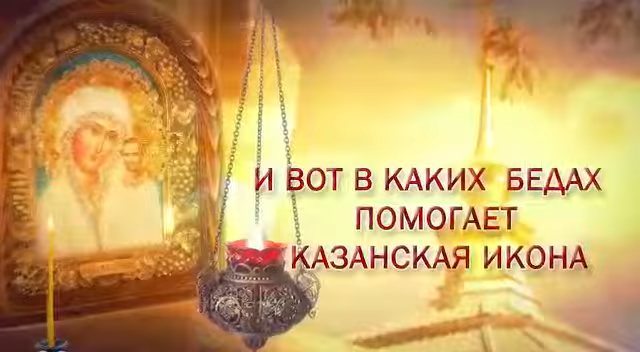 И ВОТ В КАКИХ БЕДАХ
ПОМОГАЕТ
КАЗАНСКАЯ ИКОНА